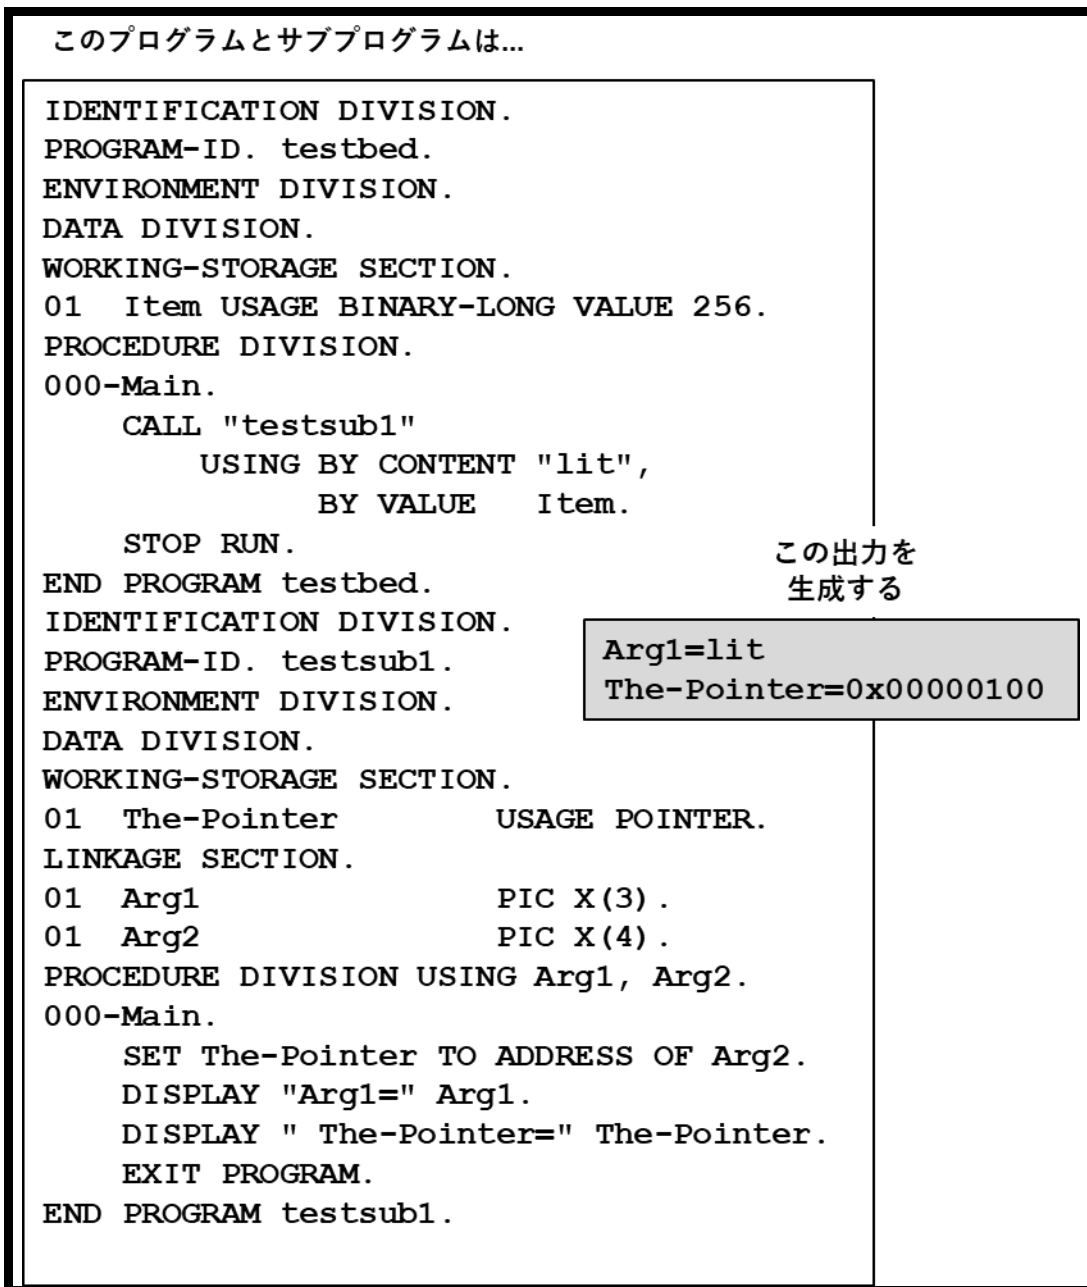 このプログラムとサブプログラムは...
IDENTIFICATION DIVISION.
PROGRAM-ID. testbed.
ENVIRONMENT DIVISION.
DATA DIVISION.
WORKING-STORAGE SECTION.
01  Item USAGE BINARY-LONG VALUE 256.
PROCEDURE DIVISION.
000-Main.
    CALL "testsub1"
        USING BY CONTENT "lit",
              BY VALUE   Item.
    STOP RUN.
END PROGRAM testbed.
IDENTIFICATION DIVISION.
PROGRAM-ID. testsub1.
ENVIRONMENT DIVISION.
DATA DIVISION.
WORKING-STORAGE SECTION.
01  The-Pointer        USAGE POINTER.
LINKAGE SECTION.
01  Arg1               PIC X(3).
01  Arg2               PIC X(4).
PROCEDURE DIVISION USING Arg1, Arg2.
000-Main.
    SET The-Pointer TO ADDRESS OF Arg2.
    DISPLAY "Arg1=" Arg1.
    DISPLAY " The-Pointer=" The-Pointer.
    EXIT PROGRAM.
END PROGRAM testsub1.
この出力を
生成する
Arg1=lit
The-Pointer=0x00000100